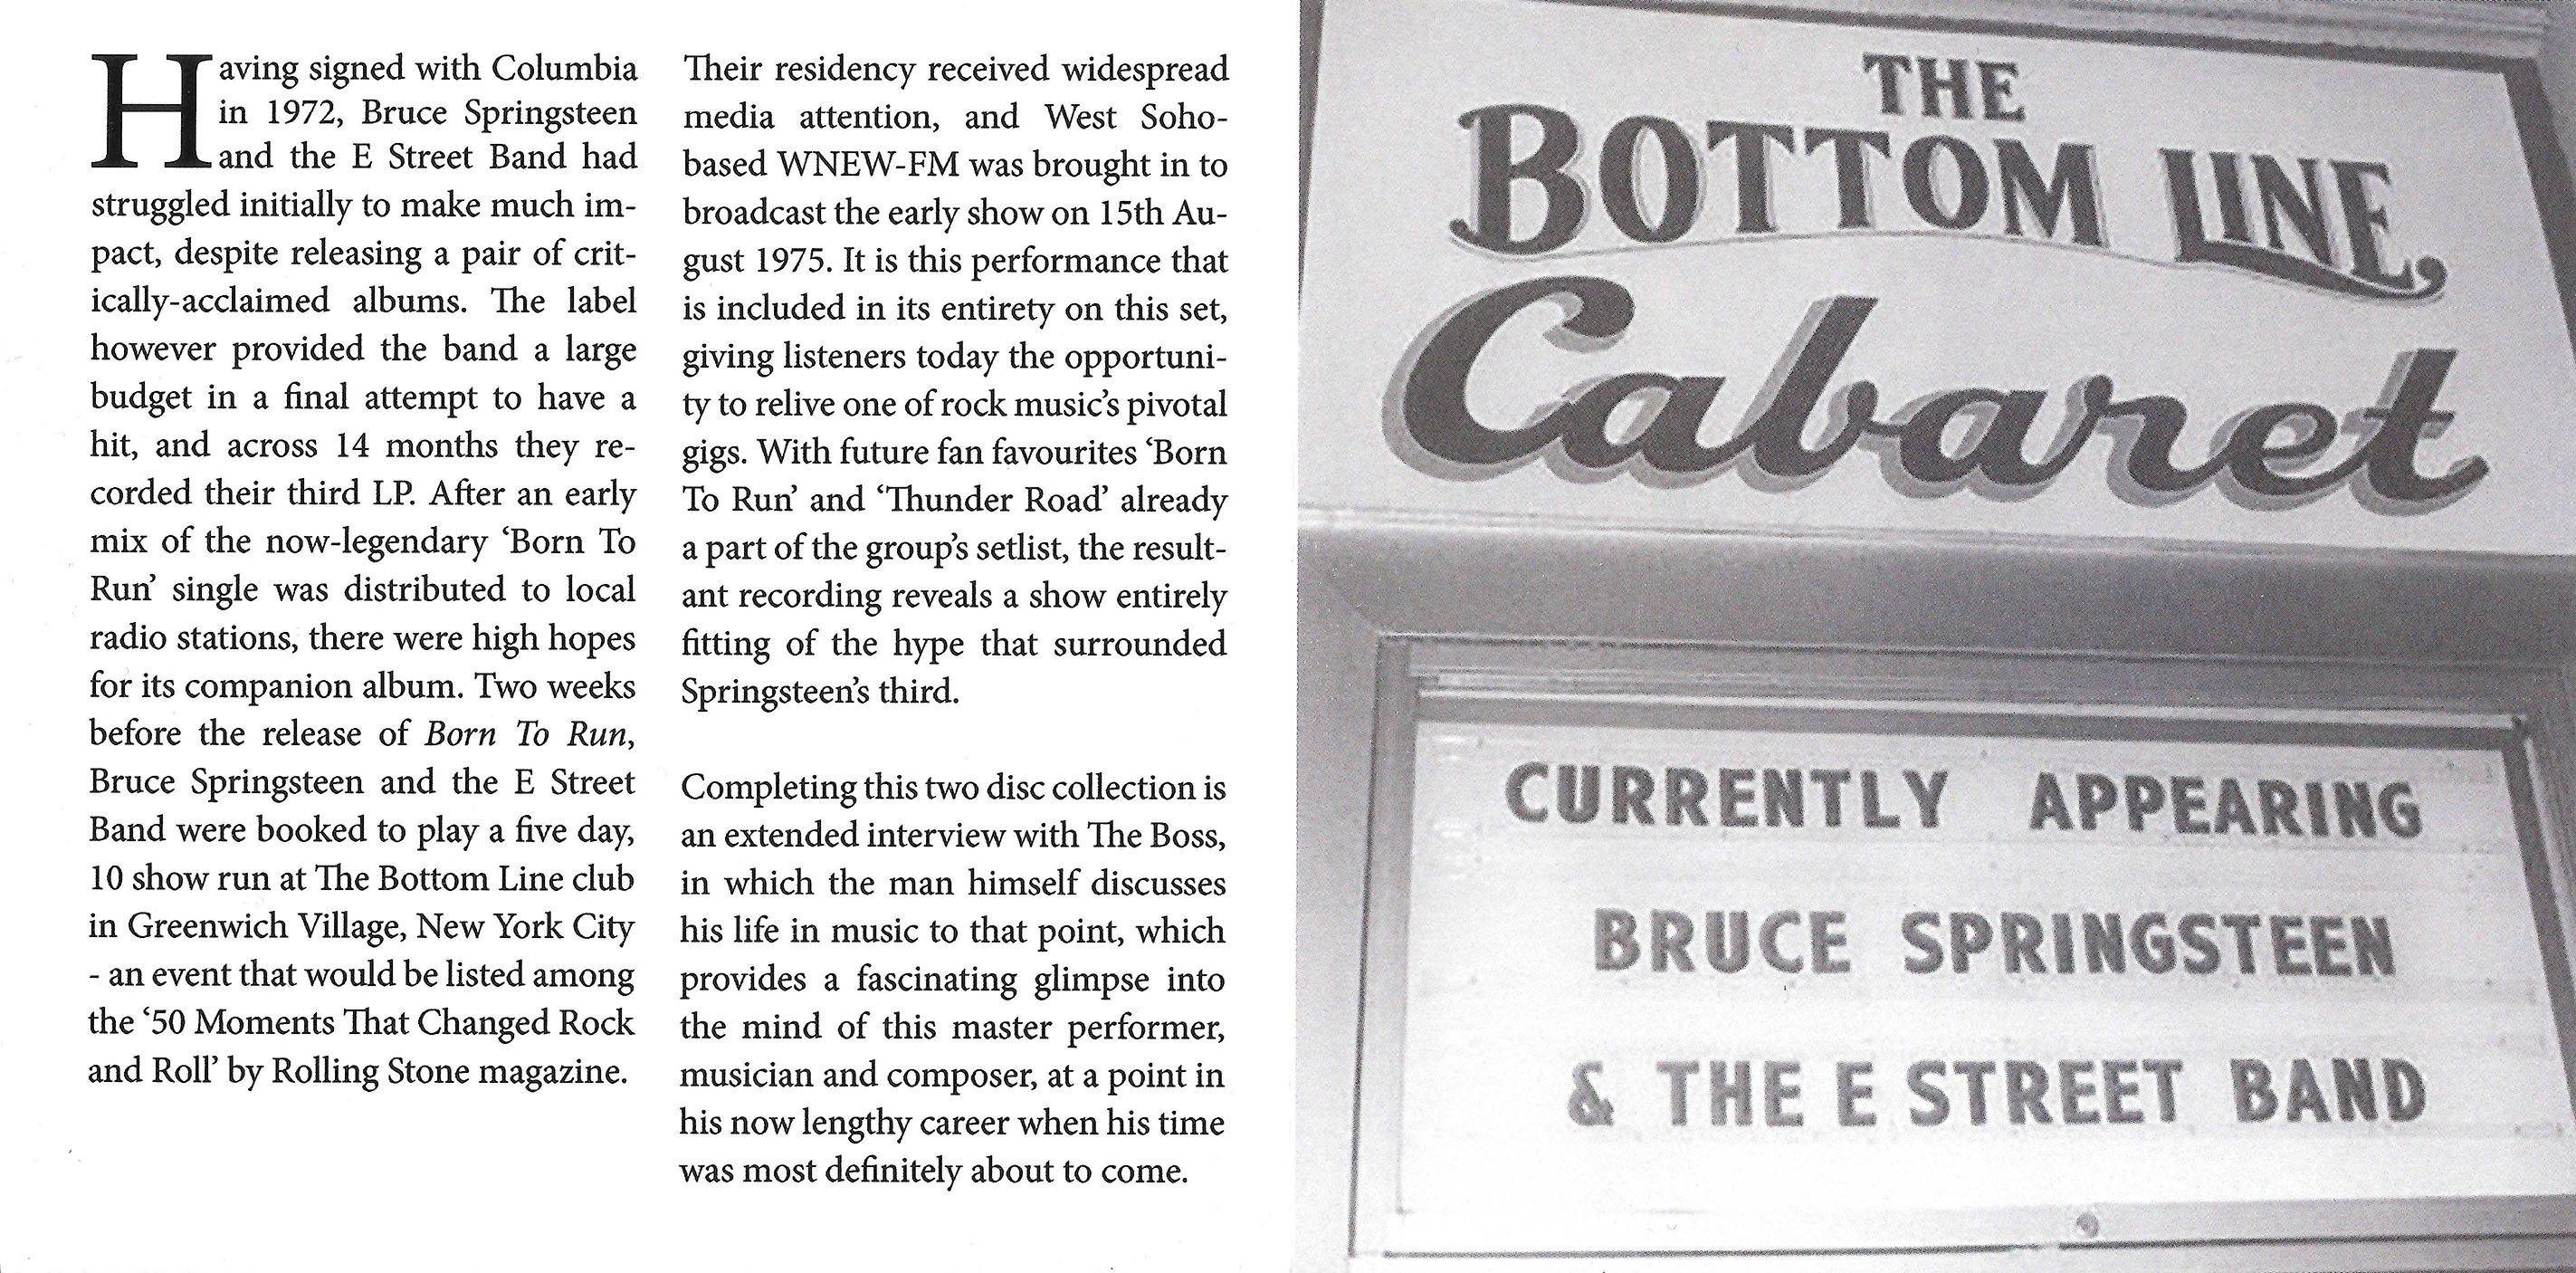 Having signed with Columbia
in 1972, Bruce Springsteen
and the E Street Band had
struggled initially to make much im-
pact, despite releasing a pair of crit-
ically-acclaimed albums. The label
however provided the band a large
budget in a final attempt to have a
hit, and across 14 months they re-
corded their third LP. After an early
mix of the now-legendary ‘Born To
Run’ single was distributed to local
radio stations, there were high hopes
for its companion album. Two weeks
before the release of Born To Run,
Bruce Springsteen and the E Street
Band were booked to play a five day,
10 show run at The Bottom Line club
in Greenwich Village, New York City
- an event that would be listed among
the ‘50 Moments That Changed Rock
and Roll’ by Rolling Stone magazine.
Their residency received widespread
media attention, and West Soho-
based WNEW-FM was brought in to
broadcast the early show on 15th Au-
gust 1975. It is this performance that
is included in its entirety on this set,
giving listeners today the opportuni-
ty to relive one of rock music’s pivotal
gigs. With future fan favourites ‘Born
To Run’ and ‘Thunder Road’ already
a part of the group’s setlist, the result-
ant recording reveals a show entirely
fitting of the hype that surrounded
Springsteen’s third.
Completing this two disc collection is
an extended interview with The Boss,
in which the man himself discusses
his life in music to that point, which
provides a fascinating glimpse into
the mind of this master performer,
musician and composer, at a point in
his now lengthy career when his time
was most definitely about to come.
THE
BOTTOM LINE
Cabaret
CURRENTLY APPEARING
BRUCE SPRINGSTEEN
& THE E STREET BAND